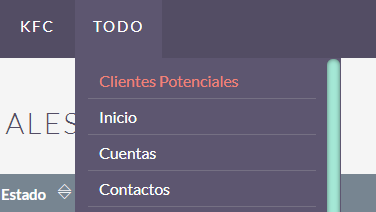 KFC TODO
Clientes Potenciales
Inicio
ALES
Cuentas
Estado
Contactos